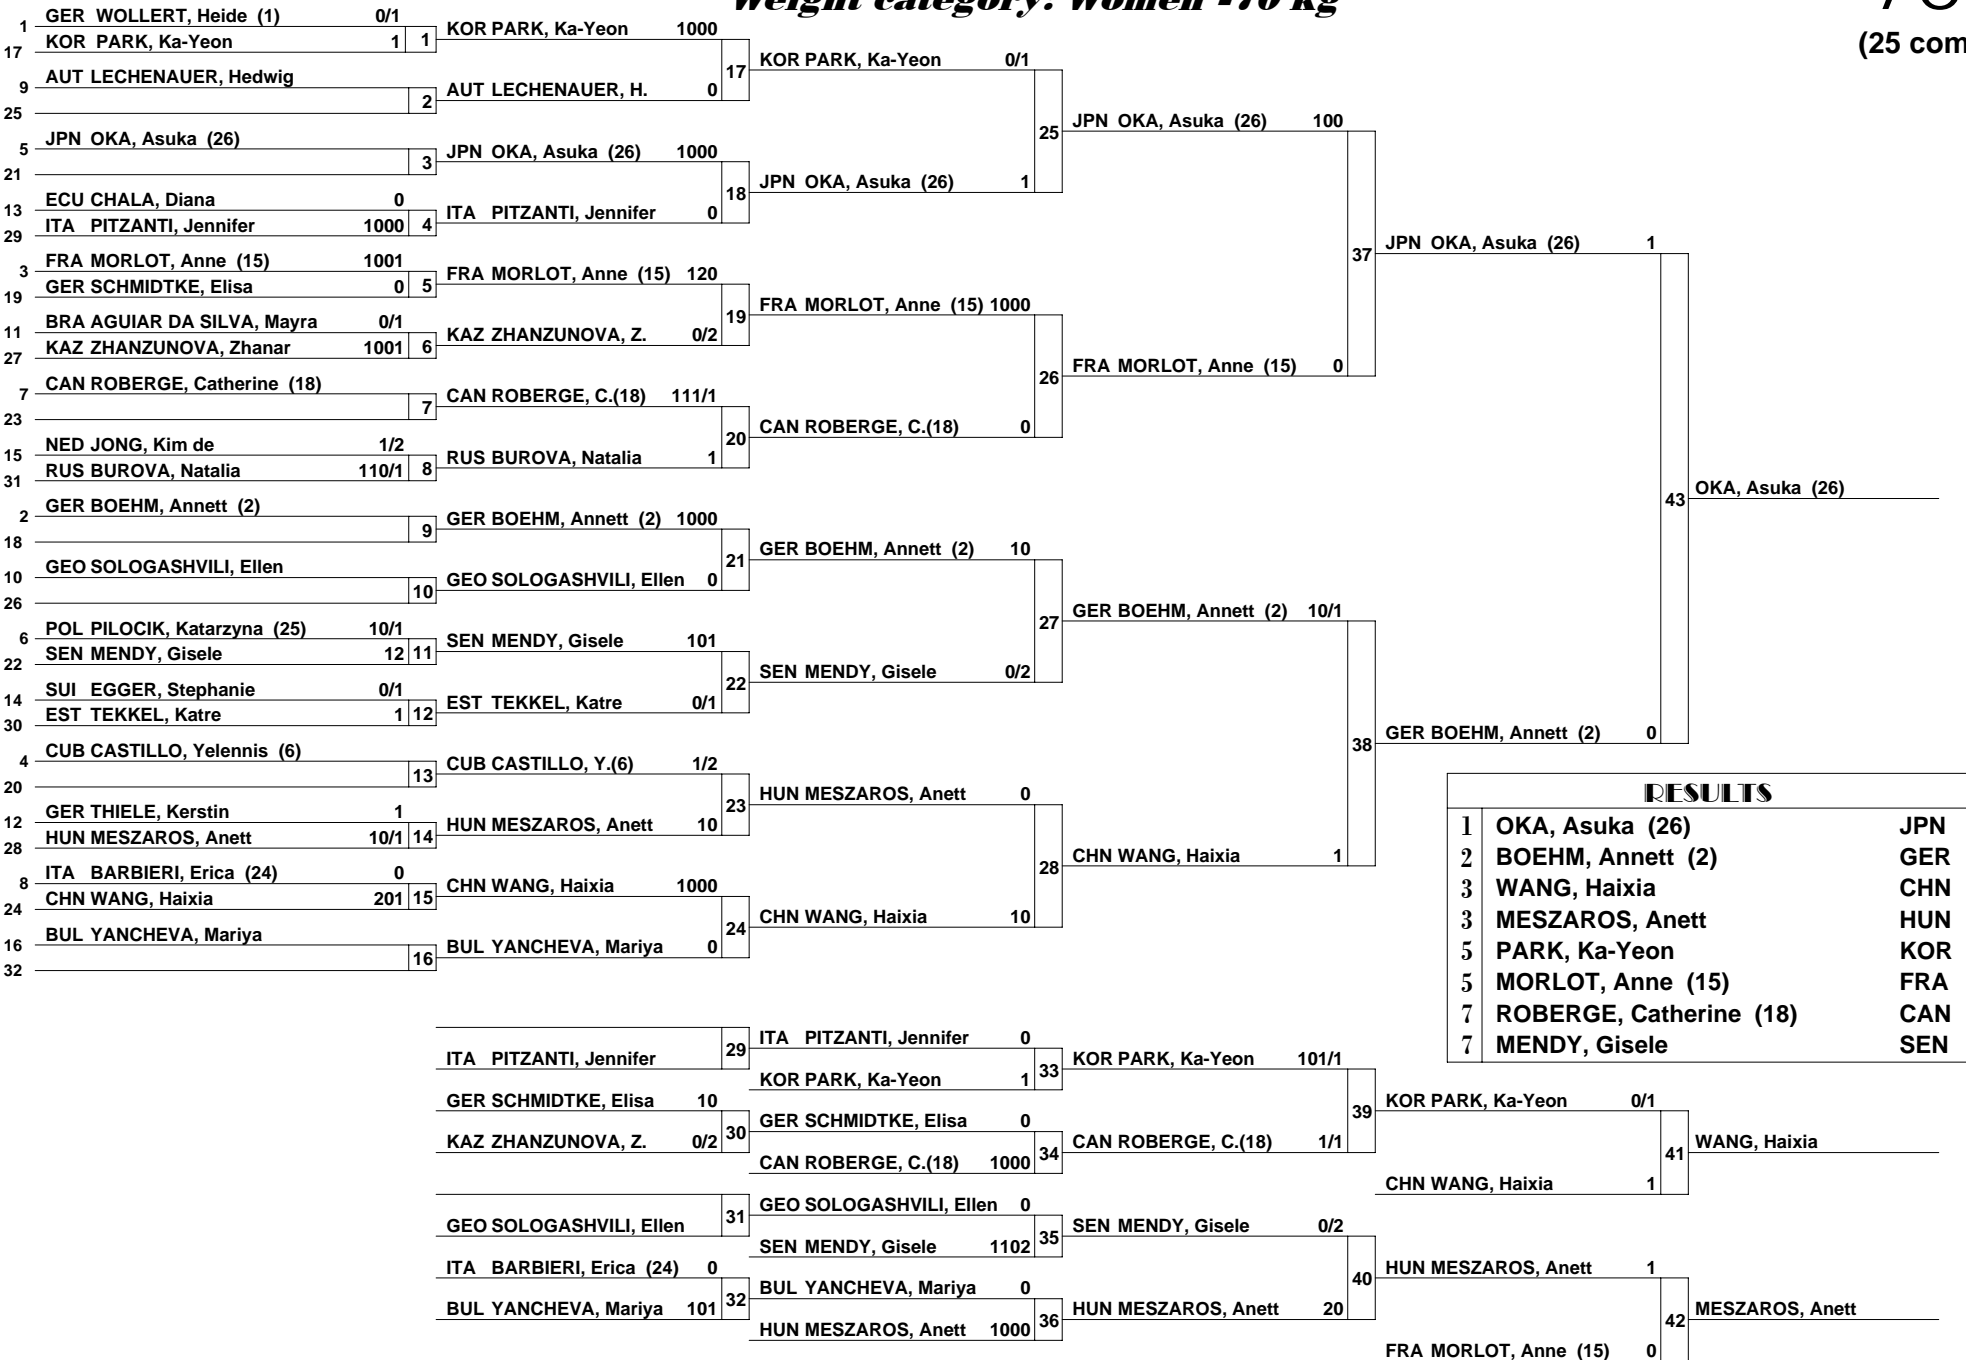 Weight category: Women -70 kg
(25 com
1 GER WOLLERT, Heide (1) 0/1
17 KOR PARK, Ka-Yeon 1
1
9 AUT LECHENAUER, Hedwig
25
2
5 JPN OKA, Asuka (26)
21
3
13 ECU CHALA, Diana 0
29 ITA PITZANTI, Jennifer 1000
4
3 FRA MORLOT, Anne (15) 1001
19 GER SCHMIDTKE, Elisa 0
5
11 BRA AGUIAR DA SILVA, Mayra 0/1
27 KAZ ZHANZUNOVA, Zhanar 1001
6
7 CAN ROBERGE, Catherine (18)
23
7
15 NED JONG, Kim de 1/2
31 RUS BUROVA, Natalia 110/1
8
2 GER BOEHM, Annett (2)
18
9
10 GEO SOLOGASHVILI, Ellen
26
10
6 POL PILOCIK, Katarzyna (25) 10/1
22 SEN MENDY, Gisele 12
11
14 SUI EGGER, Stephanie 0/1
30 EST TEKKEL, Katre 1
12
4 CUB CASTILLO, Yelennis (6)
20
13
12 GER THIELE, Kerstin 1
28 HUN MESZAROS, Anett 10/1
14
8 ITA BARBIERI, Erica (24) 0
24 CHN WANG, Haixia 201
15
16 BUL YANCHEVA, Mariya
32
16
KOR PARK, Ka-Yeon 1000
17
AUT LECHENAUER, H. 0
JPN OKA, Asuka (26) 1000
18
ITA PITZANTI, Jennifer 0
FRA MORLOT, Anne (15) 120
19
KAZ ZHANZUNOVA, Z. 0/2
CAN ROBERGE, C.(18) 111/1
20
RUS BUROVA, Natalia 1
GER BOEHM, Annett (2) 1000
21
GEO SOLOGASHVILI, Ellen 0
SEN MENDY, Gisele 101
22
EST TEKKEL, Katre 0/1
CUB CASTILLO, Y.(6) 1/2
23
HUN MESZAROS, Anett 10
CHN WANG, Haixia 1000
24
BUL YANCHEVA, Mariya 0
KOR PARK, Ka-Yeon 0/1
25
JPN OKA, Asuka (26) 1
FRA MORLOT, Anne (15) 1000
26
CAN ROBERGE, C.(18) 0
GER BOEHM, Annett (2) 10
27
SEN MENDY, Gisele 0/2
HUN MESZAROS, Anett 0
28
CHN WANG, Haixia 10
JPN OKA, Asuka (26) 100
37
FRA MORLOT, Anne (15) 0
GER BOEHM, Annett (2) 10/1
38
CHN WANG, Haixia 1
JPN OKA, Asuka (26) 1
43
GER BOEHM, Annett (2) 0
OKA, Asuka (26)
RESULTS
1 OKA, Asuka (26) JPN
2 BOEHM, Annett (2) GER
3 WANG, Haixia CHN
3 MESZAROS, Anett HUN
5 PARK, Ka-Yeon KOR
5 MORLOT, Anne (15) FRA
7 ROBERGE, Catherine (18) CAN
7 MENDY, Gisele SEN
ITA PITZANTI, Jennifer
29
GER SCHMIDTKE, Elisa 10
30
KAZ ZHANZUNOVA, Z. 0/2
GEO SOLOGASHVILI, Ellen
31
ITA BARBIERI, Erica (24) 0
32
BUL YANCHEVA, Mariya 101
ITA PITZANTI, Jennifer 0
33
KOR PARK, Ka-Yeon 1
GER SCHMIDTKE, Elisa 0
34
CAN ROBERGE, C.(18) 1000
GEO SOLOGASHVILI, Ellen 0
35
SEN MENDY, Gisele 1102
BUL YANCHEVA, Mariya 0
36
HUN MESZAROS, Anett 1000
KOR PARK, Ka-Yeon 101/1
39
CAN ROBERGE, C.(18) 1/1
SEN MENDY, Gisele 0/2
40
HUN MESZAROS, Anett 20
KOR PARK, Ka-Yeon 0/1
41
CHN WANG, Haixia 1
HUN MESZAROS, Anett 1
42
FRA MORLOT, Anne (15) 0
WANG, Haixia
MESZAROS, Anett